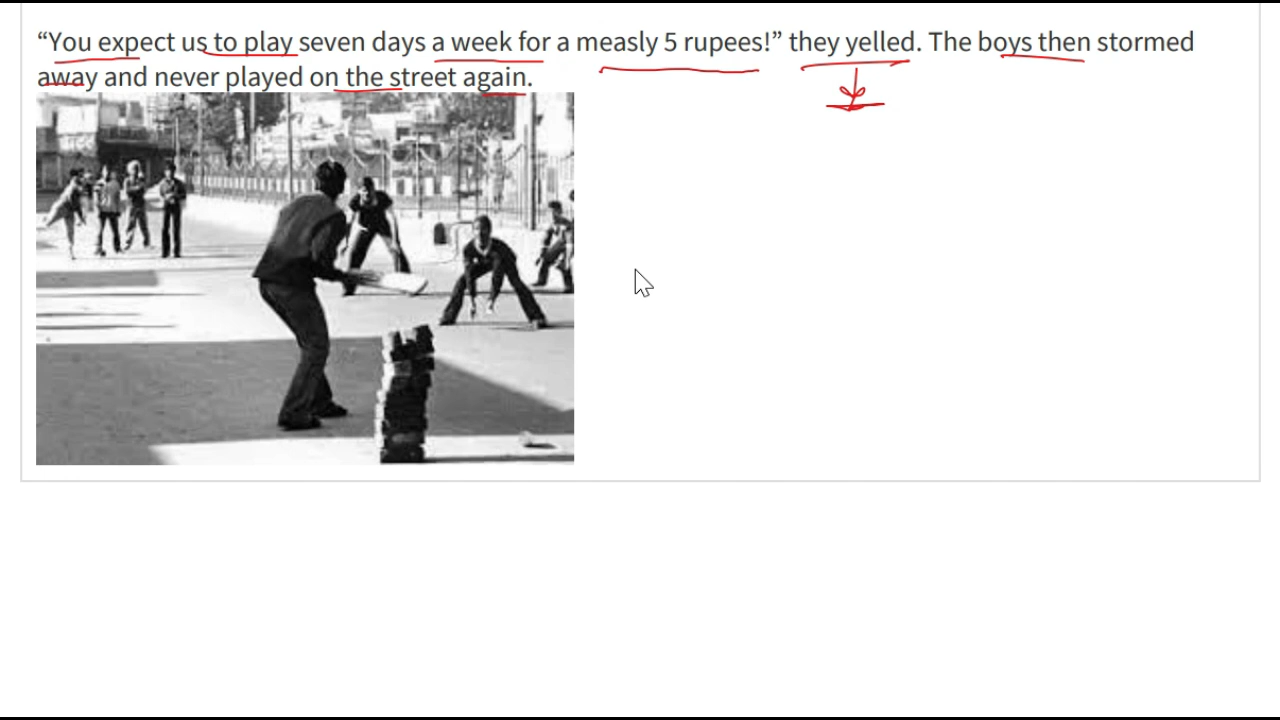 “You expect us to play seven days a week for a measly 5 rupees!” they yelled. The boys then stormed
away and never played on the street again.